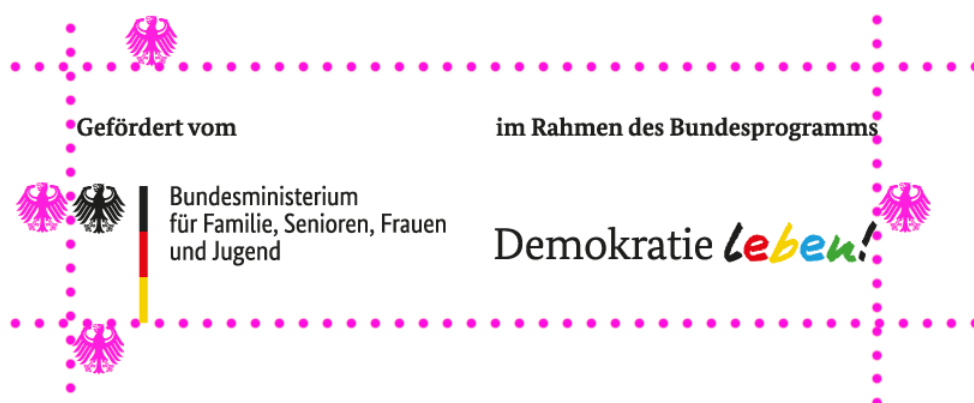 Gefördert vom
im Rahmen des Bundesprogramms
Bundesministerium
für Familie, Senioren, Frauen
und Jugend
Demokratie leben!